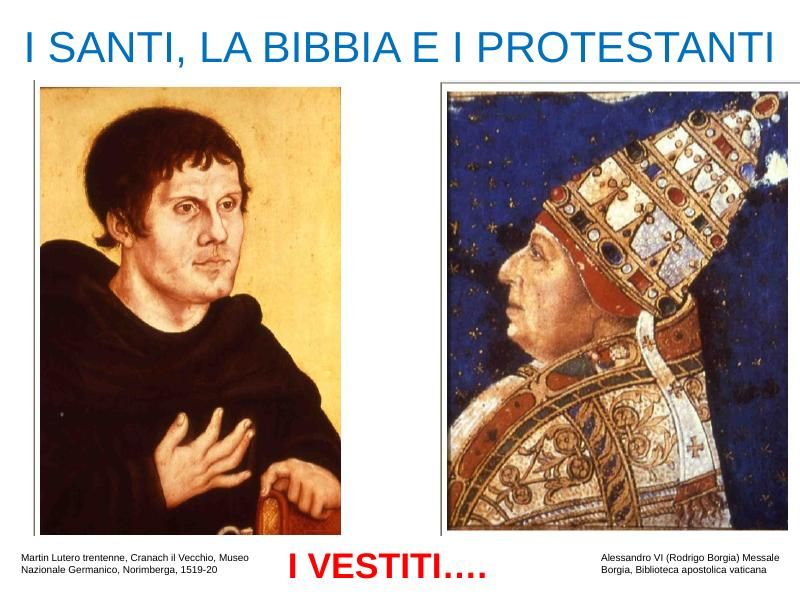 I SANTI, LA BIBBIA E I PROTESTANTI
Martin Lutero trentenne, Cranach il Vecchio, Museo
Nazionale Germanico, Norimberga, 1519-20
I VESTITI….
Alessandro VI (Rodrigo Borgia) Messale
Borgia, Biblioteca apostolica vaticana